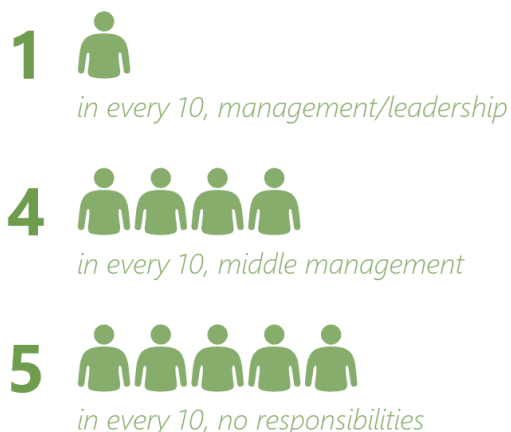 1
in every 10, management/leadership
4
in every 10, middle management
5
in every 10, no responsibilities